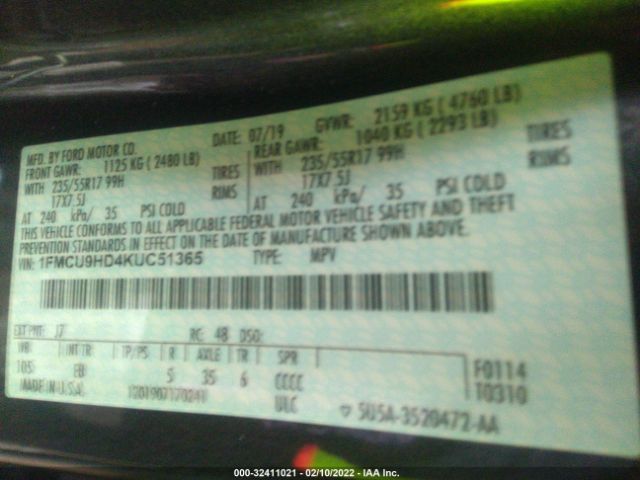 MFD. BY FORD MOTOR CO.
DATE: 07/19 GVWR: 2159 KG ( 4760 LB)
FRONT GAWR: 1125 KG ( 2480 LB) REAR GAWR: 1040 KG ( 2293 LB)
WITH 235/55R17 99H TIRES 235/55R17 99H TIRES
17X7.5J RIMS WITH 17X7.5J RIMS
AT 240 kPa/ 35 PSI COLD AT 240 kPa/ 35 PSI COLD
THIS VEHICLE CONFORMS TO ALL APPLICABLE FEDERAL MOTOR VEHICLE SAFETY AND THEFT
PREVENTION STANDARDS IN EFFECT ON THE DATE OF MANUFACTURE SHOWN ABOVE.
VIN: 1FMCU9HD4KUC51365 TYPE: MPV
EXT PNT: J7 RC: 48 DSO:
WB INT TR TP/PS R AXLE TR SPR F0114
105 EB 5 35 6 CCCC T0310
MADE IN U.S.A. ULC 5U5A-3520472-AA
000-32411021 - 02/10/2022 - IAA Inc.